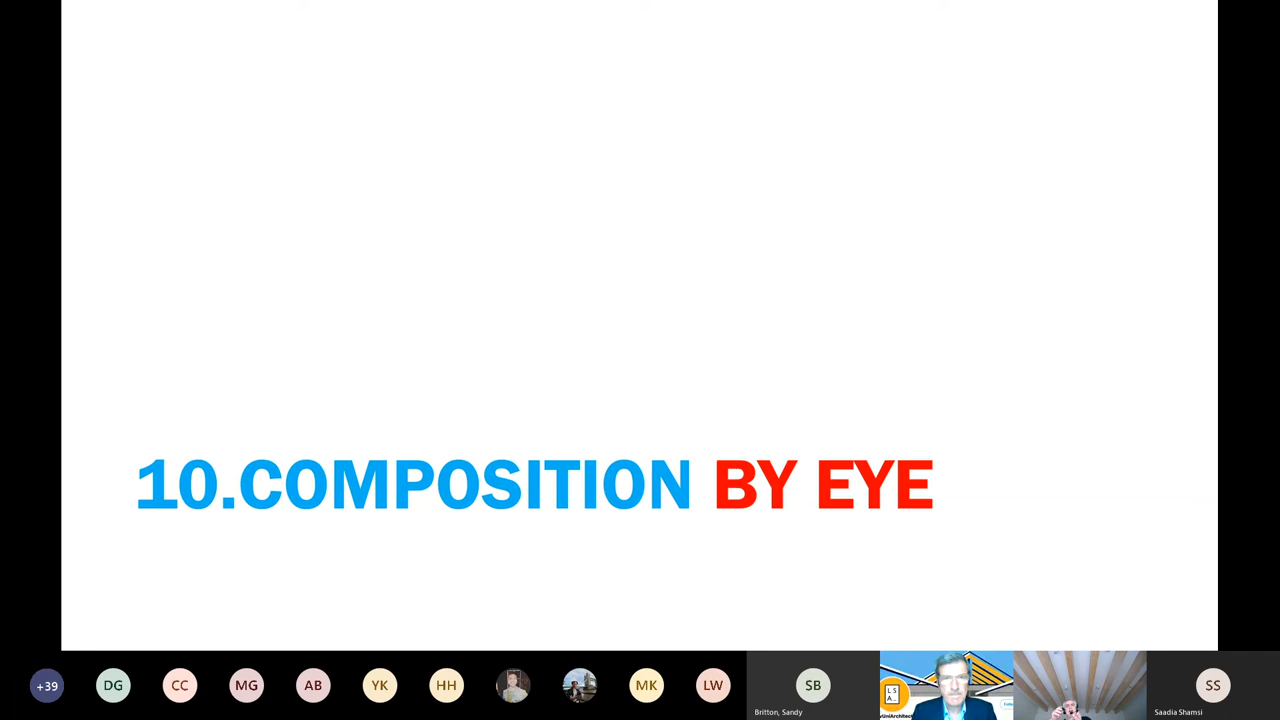 10.COMPOSITION BY EYE
+39
DG
CC
MG
AB
YK
HH
MK
LW
SB
Britton, Sandy
L S
A
yUniArchitect
SS
Saadia Shamsi